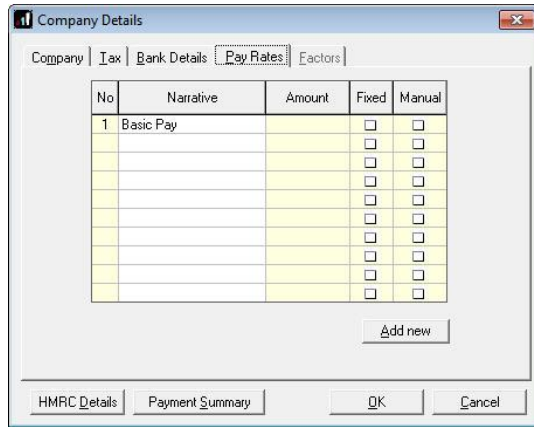 Company Details
Company Tax Bank Details Pay Rates Factors
No Narrative Amount Fixed Manual
1 Basic Pay
Add new
HMRC Details Payment Summary OK Cancel